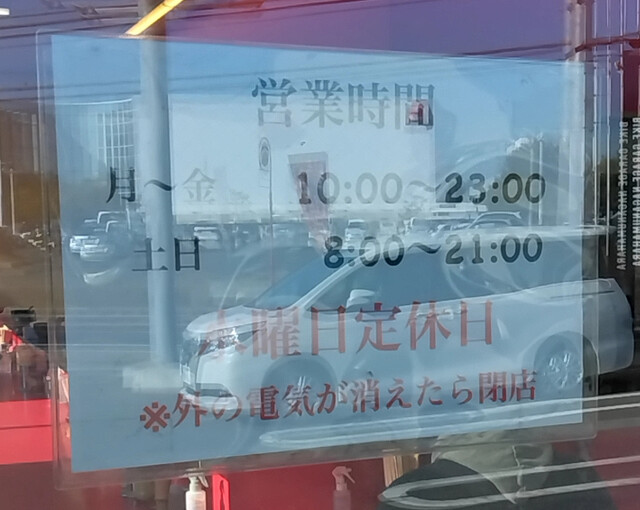 営業時間
月～金 10:00～23:00
土日 8:00～21:00
水曜日定休日
※外の電気が消えたら閉店